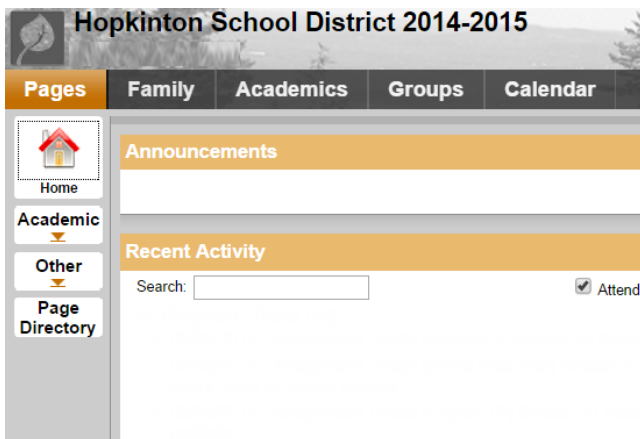 Hopkinton School District 2014-2015
Pages Family Academics Groups Calendar
Home
Academic
Other
Page
Directory
Announcements
Recent Activity
Search: Attend